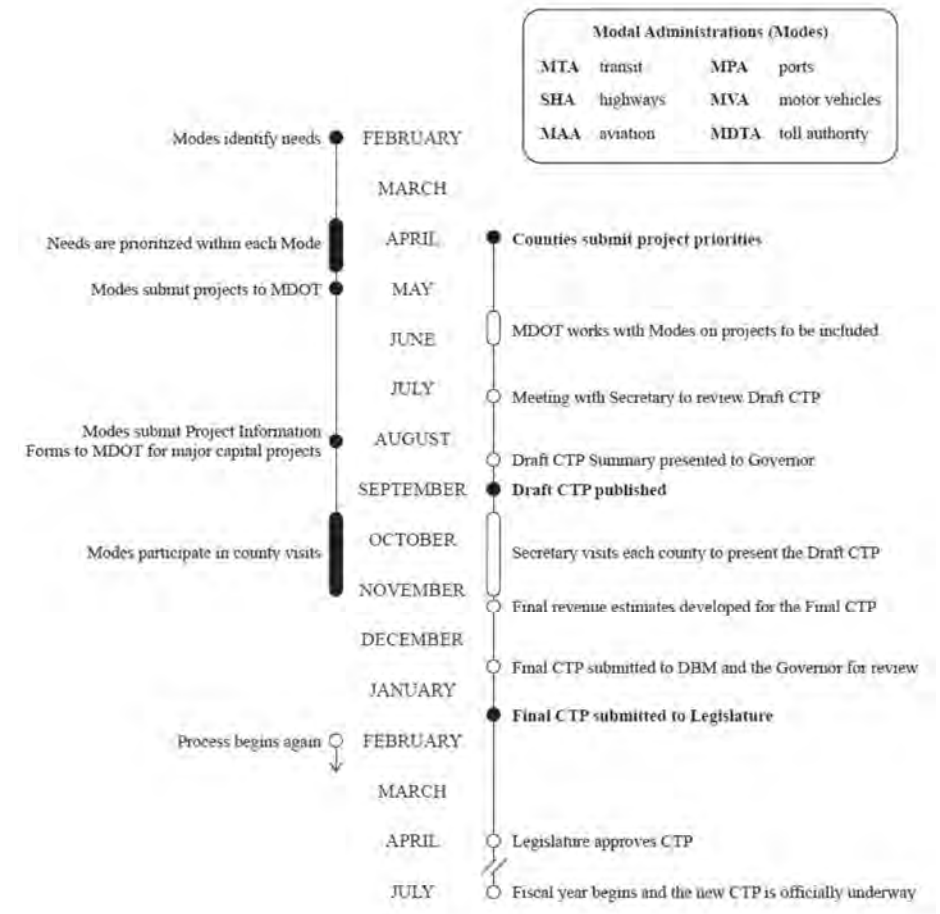 Modal Administrations (Modes)
MTA transit MPA ports
SHA highways MVA motor vehicles
MAA aviation MDTA toll authority
Modes identify needs FEBRUARY
MARCH
Needs are prioritized within each Mode APRIL Counties submit project priorities
Modes submit projects to MDOT MAY
JUNE MDOT works with Modes on projects to be included
JULY Meeting with Secretary to review Draft CTP
Modes submit Project Information
Forms to MDOT for major capital projects AUGUST
Draft CTP Summary presented to Governor
SEPTEMBER Draft CTP published
Modes participate in county visits OCTOBER Secretary visits each county to present the Draft CTP
NOVEMBER
Final revenue estimates developed for the Final CTP
DECEMBER
Final CTP submitted to DBM and the Governor for review
JANUARY
Final CTP submitted to Legislature
Process begins again FEBRUARY
MARCH
APRIL Legislature approves CTP
JULY Fiscal year begins and the new CTP is officially underway